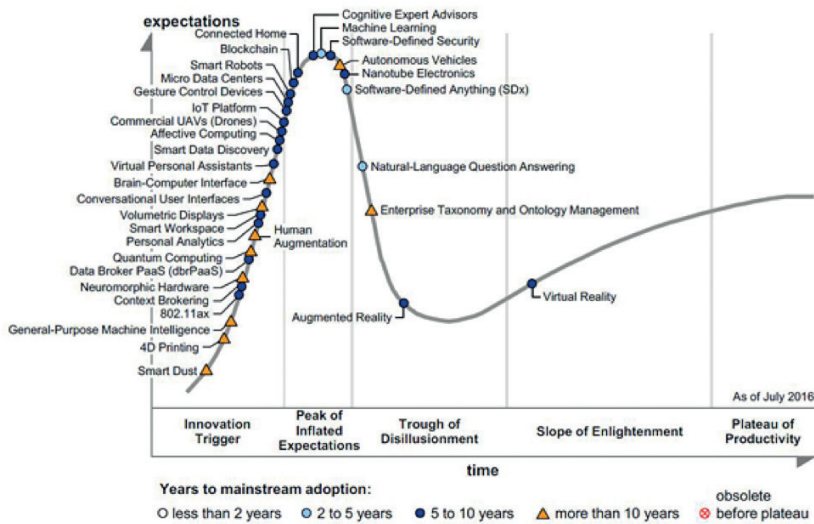 expectations
Cognitive Expert Advisors
Connected Home
Machine Learning
Blockchain
Software-Defined Security
Smart Robots
Autonomous Vehicles
Micro Data Centers
Nanotube Electronics
Gesture Control Devices
Software-Defined Anything (SDx)
IoT Platform
Commercial UAVs (Drones)
Affective Computing
Smart Data Discovery
Virtual Personal Assistants
Natural-Language Question Answering
Brain-Computer Interface
Conversational User Interfaces
Volumetric Displays
Enterprise Taxonomy and Ontology Management
Smart Workspace
Personal Analytics
Human
Augmentation
Quantum Computing
Data Broker PaaS (dbrPaaS)
Neuromorphic Hardware
Context Brokering
802.11ax
Augmented Reality
Virtual Reality
General-Purpose Machine Intelligence
4D Printing
Smart Dust
As of July 2016
Innovation
Trigger
Peak of
Inflated
Expectations
Trough of
Disillusionment
Slope of Enlightenment
Plateau of
Productivity
time
Years to mainstream adoption:
less than 2 years
2 to 5 years
5 to 10 years
more than 10 years
obsolete
before plateau